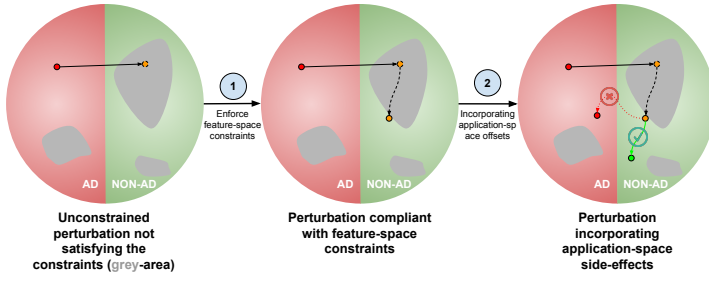 1
Enforce
feature-space
constraints
2
Incorporating
application-sp
ace offsets
AD NON-AD
AD NON-AD
AD NON-AD
Unconstrained
perturbation not
satisfying the
constraints (grey-area)
Perturbation compliant
with feature-space
constraints
Perturbation
incorporating
application-space
side-effects